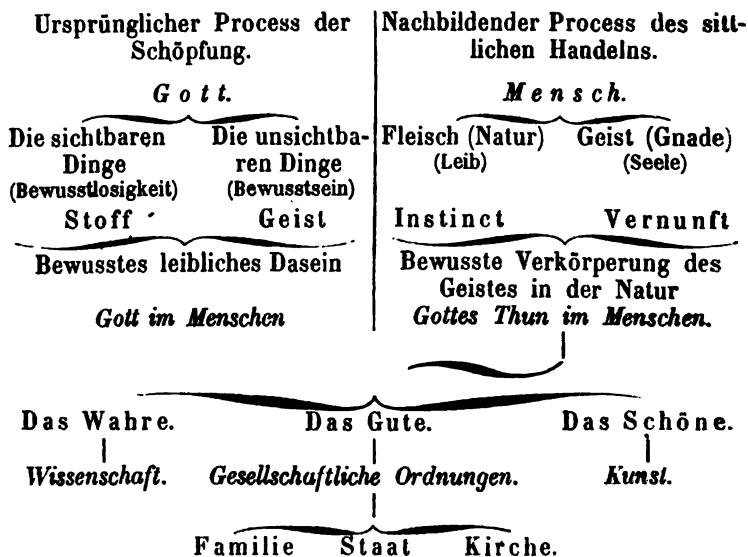 Ursprünglicher Process der
Schöpfung.
Gott.
Die sichtbaren
Dinge
(Bewusstlosigkeit)
Die unsichtba-
ren Dinge
(Bewusstsein)
Stoff
Geist
Bewusstes leibliches Dasein
Gott im Menschen
Nachbildender Process des sitt-
lichen Handelns.
Mensch.
Fleisch (Natur)
(Leib)
Geist (Gnade)
(Seele)
Instinct
Vernunft
Bewusste Verkörperung des
Geistes in der Natur
Gottes Thun im Menschen.
Das Wahre.
Das Gute.
Das Schöne.
Wissenschaft.
Gesellschaftliche Ordnungen.
Kunst.
Familie Staat Kirche.